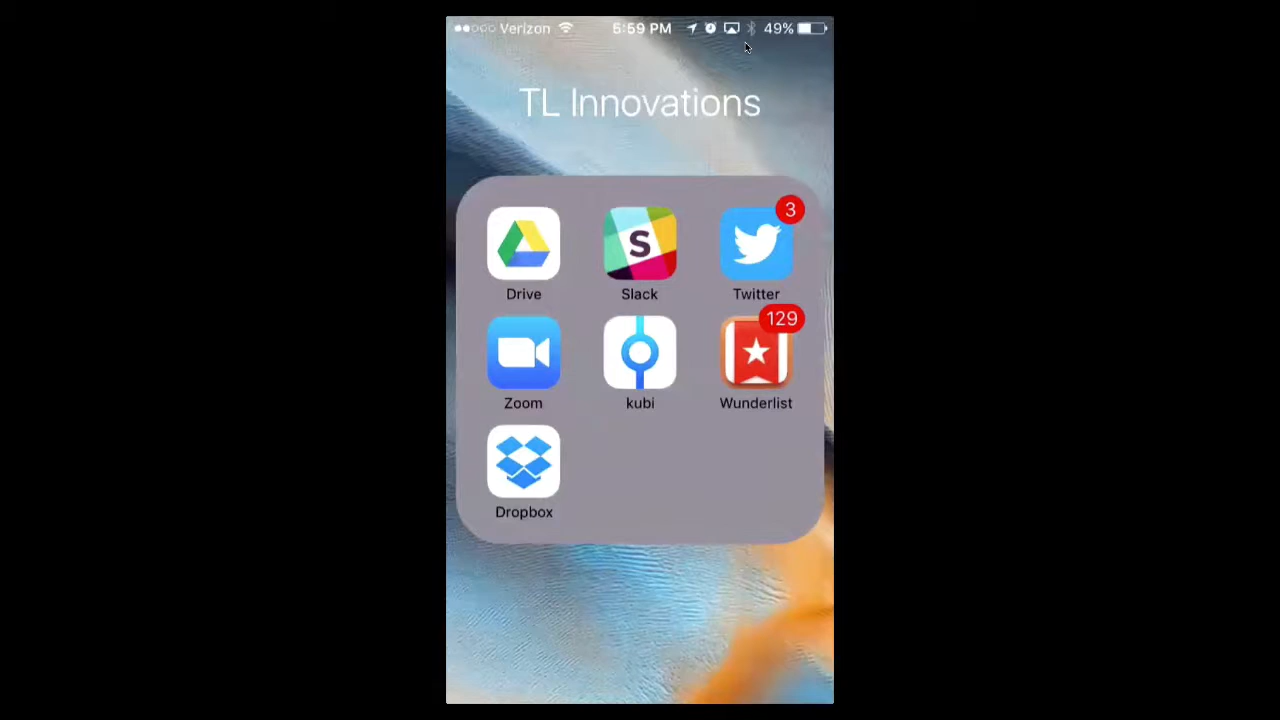 Verizon 5:59 PM 49%
TL Innovations
3
S
Drive Slack Twitter
129
Zoom kubi Wunderlist
Dropbox